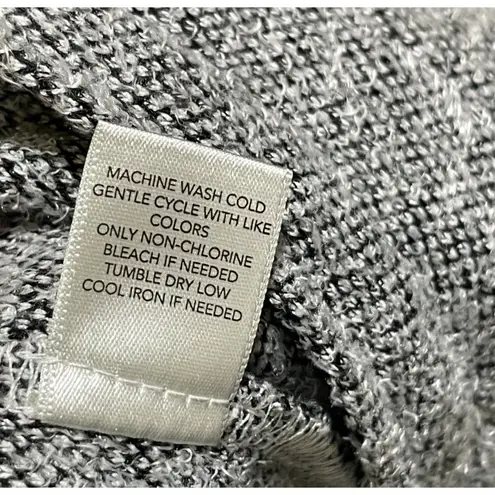 MACHINE WASH COLD
GENTLE CYCLE WITH LIKE
COLORS
ONLY NON-CHLORINE
BLEACH IF NEEDED
TUMBLE DRY LOW
COOL IRON IF NEEDED